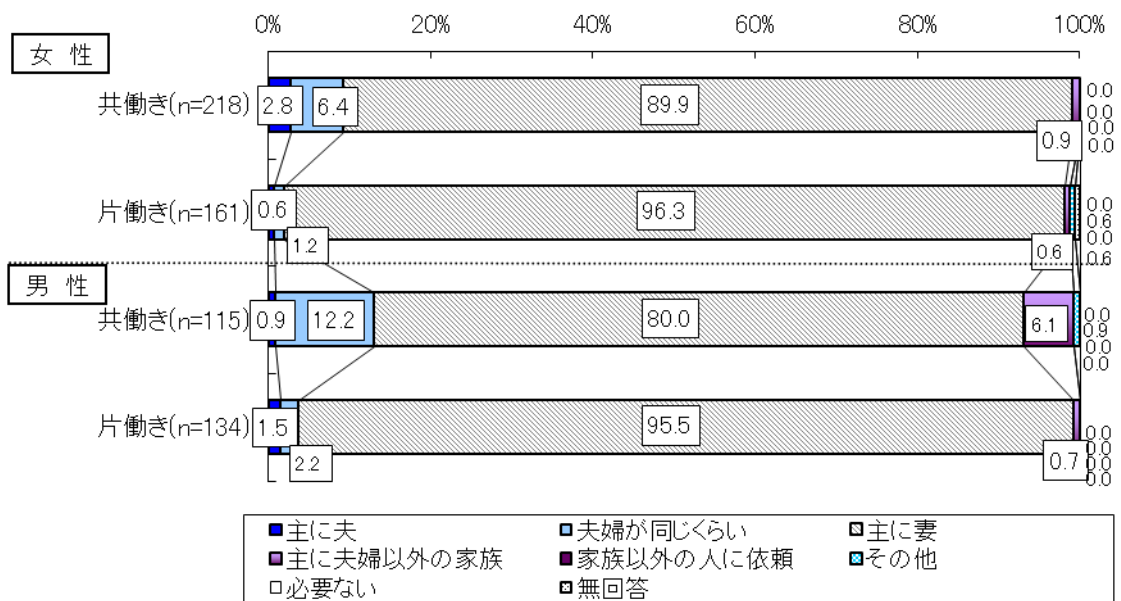 0% 20% 40% 60% 80% 100%
女 性
共働き(n=218) 2.8 6.4 89.9 0.9 0.0 0.0 0.0 0.0
片働き(n=161) 0.6 1.2 96.3 0.6 0.0 0.6 0.0 0.6
男 性
共働き(n=115) 0.9 12.2 80.0 6.1 0.0 0.9 0.0 0.0
片働き(n=134) 1.5 2.2 95.5 0.7 0.0 0.0 0.0 0.0
主に夫 夫婦が同じくらい 主に妻
主に夫婦以外の家族 家族以外の人に依頼 その他
必要ない 無回答